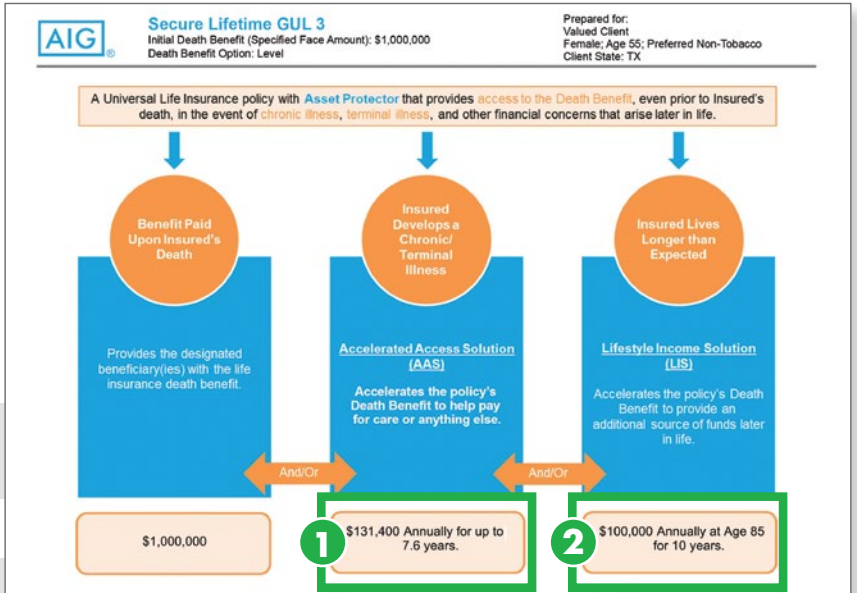 AIG
®
Secure Lifetime GUL 3
Initial Death Benefit (Specified Face Amount): $1,000,000
Death Benefit Option: Level
Prepared for:
Valued Client
Female; Age 55; Preferred Non-Tobacco
Client State: TX
A Universal Life Insurance policy with Asset Protector that provides access to the Death Benefit, even prior to Insured's
death, in the event of chronic illness, terminal illness, and other financial concerns that arise later in life.
Benefit Paid
Upon Insured's
Death
Provides the designated
beneficiary(ies) with the life
insurance death benefit.
Insured
Develops a
Chronic/
Terminal
Illness
Accelerated Access Solution
(AAS)
Accelerates the policy's
Death Benefit to help pay
for care or anything else.
Insured Lives
Longer than
Expected
Lifestyle Income Solution
(LIS)
Accelerates the policy's Death
Benefit to provide an
additional source of funds later
in life.
And/Or
And/Or
$1,000,000
1
$131,400 Annually for up to
7.6 years.
2
$100,000 Annually at Age 85
for 10 years.